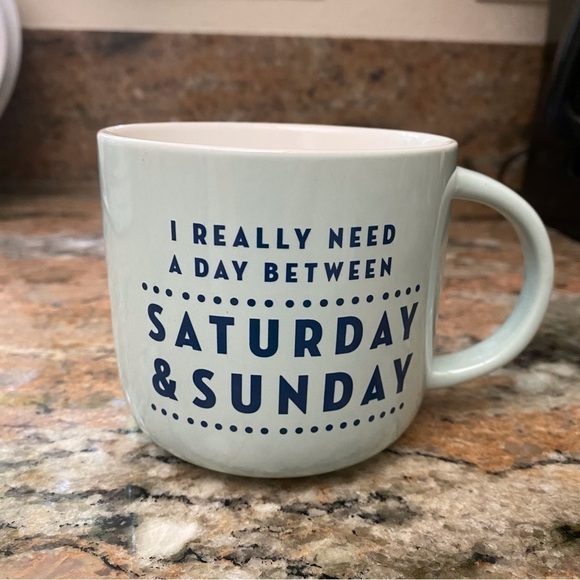 I REALLY NEED
A DAY BETWEEN
SATURDAY
& SUNDAY